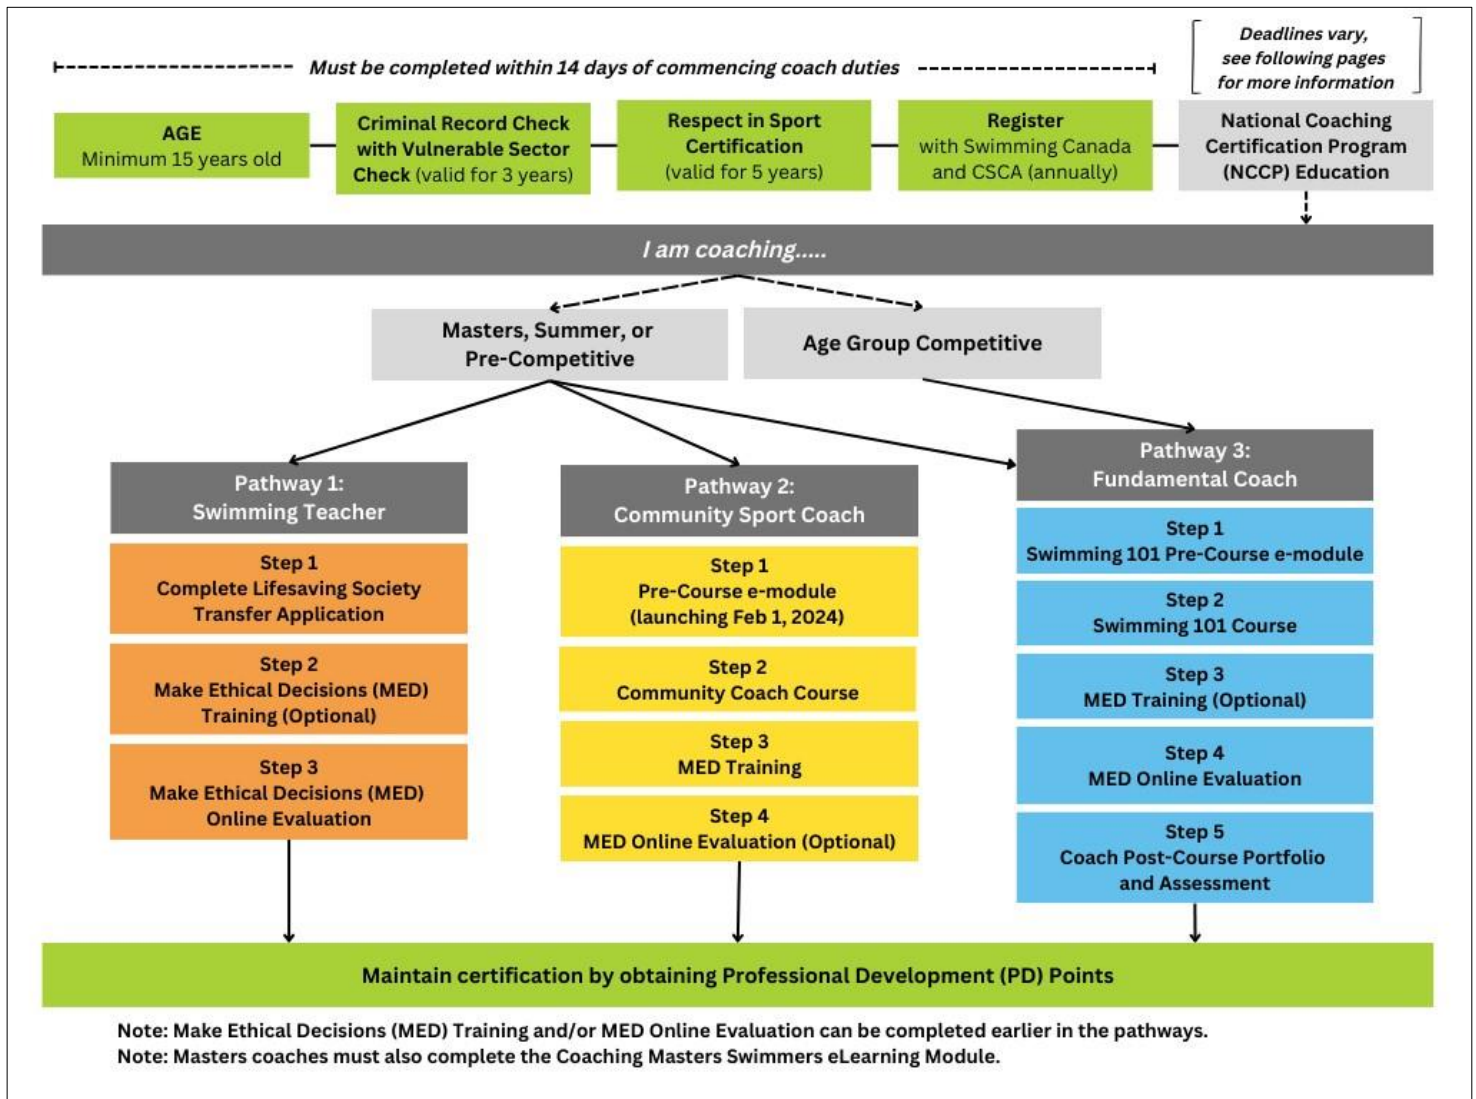 Must be completed within 14 days of commencing coach duties
Deadlines vary,
see following pages
for more information
AGE
Minimum 15 years old
Criminal Record Check
with Vulnerable Sector
Check (valid for 3 years)
Respect in Sport
Certification
(valid for 5 years)
Register
with Swimming Canada
and CSCA (annually)
National Coaching
Certification Program
(NCCP) Education
I am coaching.....
Masters, Summer, or
Pre-Competitive
Age Group Competitive
Pathway 1:
Swimming Teacher
Step 1
Complete Lifesaving Society
Transfer Application
Step 2
Make Ethical Decisions (MED)
Training (Optional)
Step 3
Make Ethical Decisions (MED)
Online Evaluation
Pathway 2:
Community Sport Coach
Step 1
Pre-Course e-module
(launching Feb 1, 2024)
Step 2
Community Coach Course
Step 3
MED Training
Step 4
MED Online Evaluation (Optional)
Pathway 3:
Fundamental Coach
Step 1
Swimming 101 Pre-Course e-module
Step 2
Swimming 101 Course
Step 3
MED Training (Optional)
Step 4
MED Online Evaluation
Step 5
Coach Post-Course Portfolio
and Assessment
Maintain certification by obtaining Professional Development (PD) Points
Note: Make Ethical Decisions (MED) Training and/or MED Online Evaluation can be completed earlier in the pathways.
Note: Masters coaches must also complete the Coaching Masters Swimmers eLearning Module.